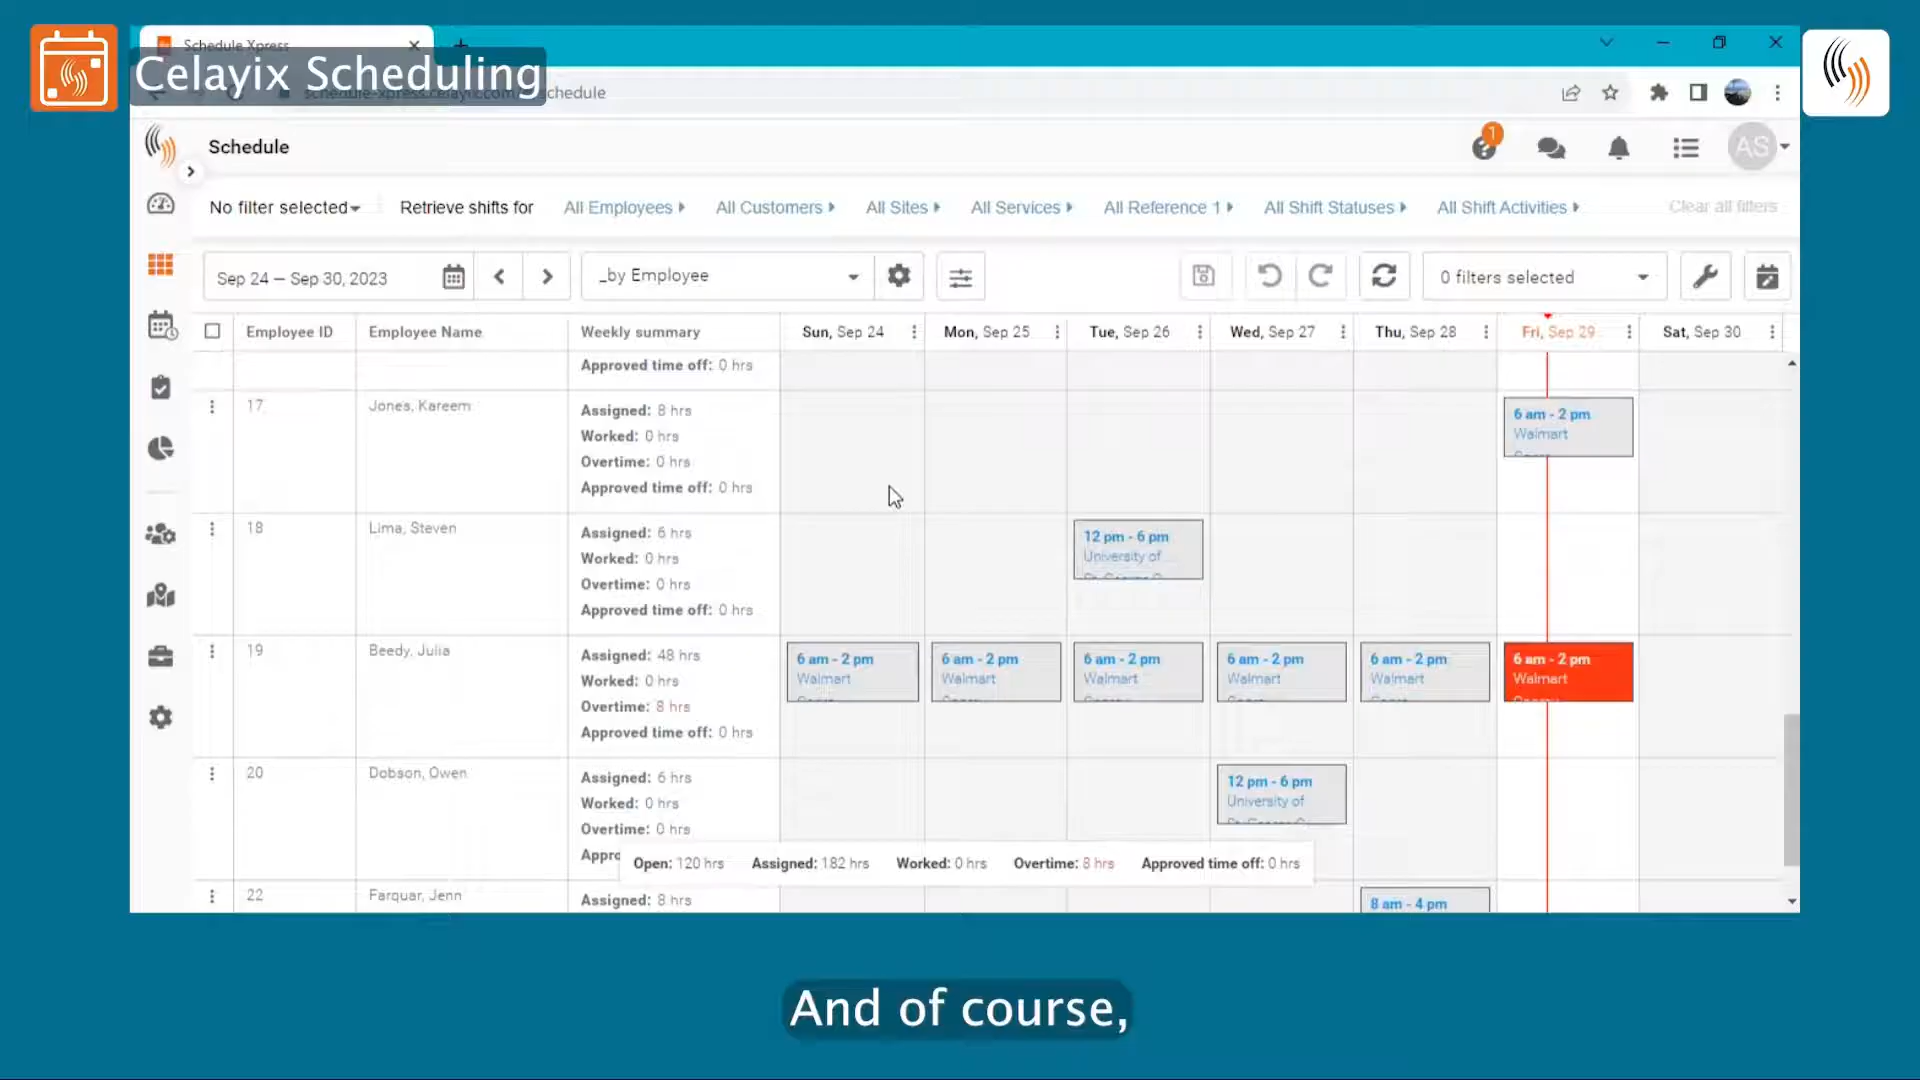 Schedule Xpress
Celayix Scheduling
schedule-xpress.celayix.com
schedule
Schedule
1
AS
No filter selected
Retrieve shifts for
All Employees
All Customers
All Sites
All Services
All Reference 1
All Shift Statuses
All Shift Activities
Clear all filters
Sep 24 – Sep 30, 2023
_by Employee
0 filters selected
Employee ID
Employee Name
Weekly summary
Sun, Sep 24
Mon, Sep 25
Tue, Sep 26
Wed, Sep 27
Thu, Sep 28
Fri, Sep 29
Sat, Sep 30
Approved time off: 0 hrs
17
Jones, Kareem
Assigned: 8 hrs
Worked: 0 hrs
Overtime: 0 hrs
Approved time off: 0 hrs
6 am - 2 pm
Walmart
18
Lima, Steven
Assigned: 6 hrs
Worked: 0 hrs
Overtime: 0 hrs
Approved time off: 0 hrs
12 pm - 6 pm
University of
19
Beedy, Julia
Assigned: 48 hrs
Worked: 0 hrs
Overtime: 8 hrs
Approved time off: 0 hrs
6 am - 2 pm
Walmart
6 am - 2 pm
Walmart
6 am - 2 pm
Walmart
6 am - 2 pm
Walmart
6 am - 2 pm
Walmart
6 am - 2 pm
Walmart
20
Dobson, Owen
Assigned: 6 hrs
Worked: 0 hrs
Overtime: 0 hrs
Appro
12 pm - 6 pm
University of
Open: 120 hrs
Assigned: 182 hrs
Worked: 0 hrs
Overtime: 8 hrs
Approved time off: 0 hrs
22
Farquar, Jenn
Assigned: 8 hrs
8 am - 4 pm
And of course,